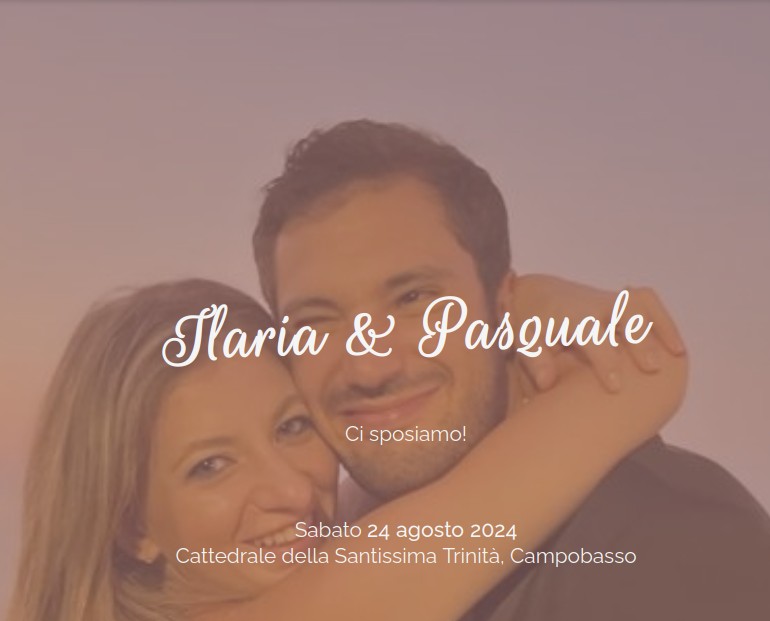 Ilaria & Pasquale
Ci sposiamo!
Sabato 24 agosto 2024
Cattedrale della Santissima Trinità, Campobasso